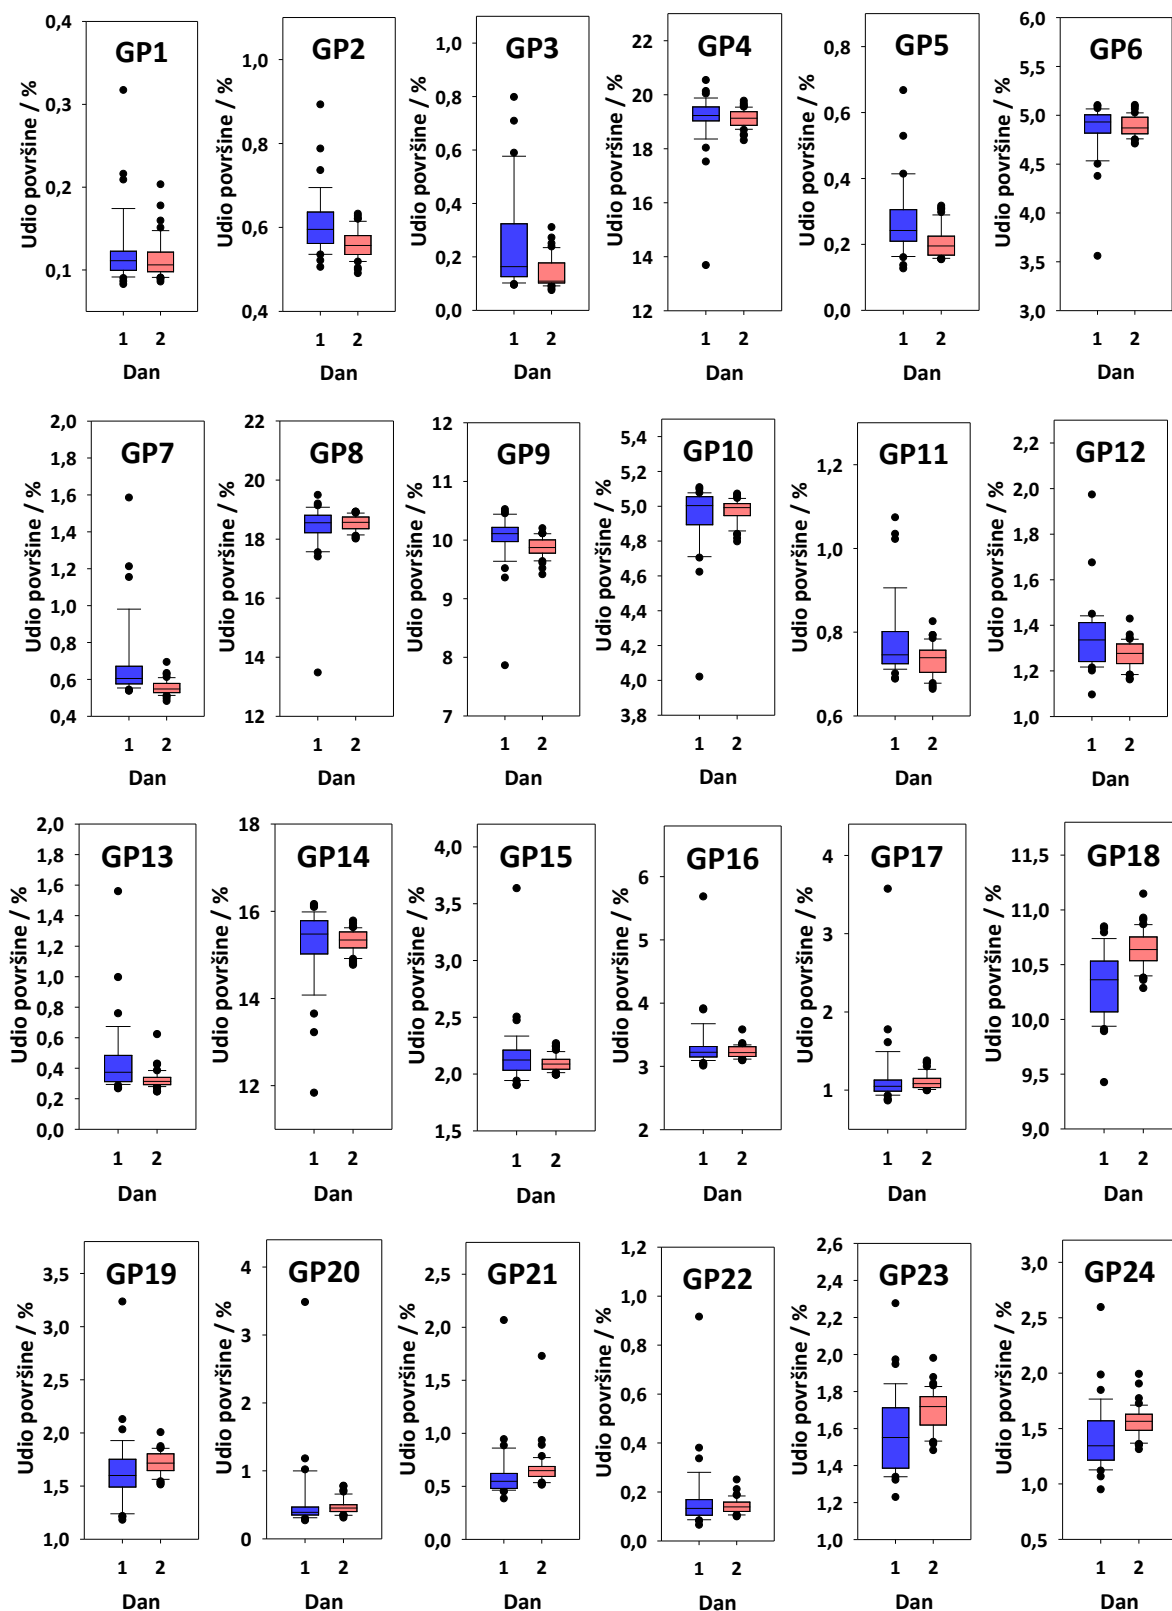 GP1
Udio površine / %
0,4
0,3
0,2
0,1
1 2
Dan
GP2
Udio površine / %
1,0
0,8
0,6
0,4
1 2
Dan
GP3
Udio površine / %
1,0
0,8
0,6
0,4
0,2
0,0
1 2
Dan
GP4
Udio površine / %
22
20
18
16
14
12
1 2
Dan
GP5
Udio površine / %
0,8
0,6
0,4
0,2
0,0
1 2
Dan
GP6
Udio površine / %
6,0
5,5
5,0
4,5
4,0
3,5
3,0
1 2
Dan
GP7
Udio površine / %
2,0
1,8
1,6
1,4
1,2
1,0
0,8
0,6
0,4
1 2
Dan
GP8
Udio površine / %
22
20
18
16
14
12
1 2
Dan
GP9
Udio površine / %
12
11
10
9
8
7
1 2
Dan
GP10
Udio površine / %
5,4
5,2
5,0
4,8
4,6
4,4
4,2
4,0
3,8
1 2
Dan
GP11
Udio površine / %
1,2
1,0
0,8
0,6
1 2
Dan
GP12
Udio površine / %
2,2
2,0
1,8
1,6
1,4
1,2
1,0
1 2
Dan
GP13
Udio površine / %
2,0
1,8
1,6
1,4
1,2
1,0
0,8
0,6
0,4
0,2
0,0
1 2
Dan
GP14
Udio površine / %
18
16
14
12
1 2
Dan
GP15
Udio površine / %
4,0
3,5
3,0
2,5
2,0
1,5
1 2
Dan
GP16
Udio površine / %
6
5
4
3
2
1 2
Dan
GP17
Udio površine / %
4
3
2
1
1 2
Dan
GP18
Udio površine / %
11,5
11,0
10,5
10,0
9,5
9,0
1 2
Dan
GP19
Udio površine / %
3,5
3,0
2,5
2,0
1,5
1,0
1 2
Dan
GP20
Udio površine / %
4
3
2
1
0
1 2
Dan
GP21
Udio površine / %
2,5
2,0
1,5
1,0
0,5
0,0
1 2
Dan
GP22
Udio površine / %
1,2
1,0
0,8
0,6
0,4
0,2
0,0
1 2
Dan
GP23
Udio površine / %
2,6
2,4
2,2
2,0
1,8
1,6
1,4
1,2
1,0
1 2
Dan
GP24
Udio površine / %
3,0
2,5
2,0
1,5
1,0
0,5
1 2
Dan